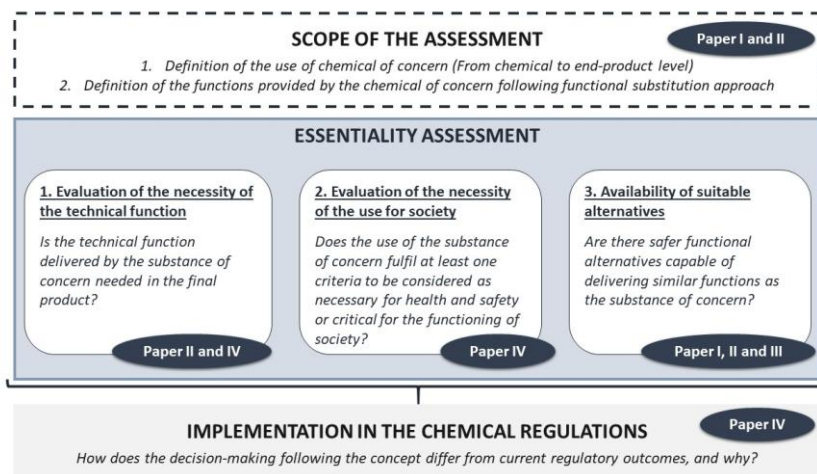 SCOPE OF THE ASSESSMENT
Paper I and II
1. Definition of the use of chemical of concern (From chemical to end-product level)
2. Definition of the functions provided by the chemical of concern following functional substitution approach
ESSENTIALITY ASSESSMENT
1. Evaluation of the necessity of
the technical function
Is the technical function
delivered by the substance of
concern needed in the final
product?
Paper II and IV
2. Evaluation of the necessity
of the use for society
Does the use of the substance
of concern fulfil at least one
criteria to be considered as
necessary for health and safety
or critical for the functioning of
society?
Paper IV
3. Availability of suitable
alternatives
Are there safer functional
alternatives capable of
delivering similar functions as
the substance of concern?
Paper I, II and III
IMPLEMENTATION IN THE CHEMICAL REGULATIONS
Paper IV
How does the decision-making following the concept differ from current regulatory outcomes, and why?